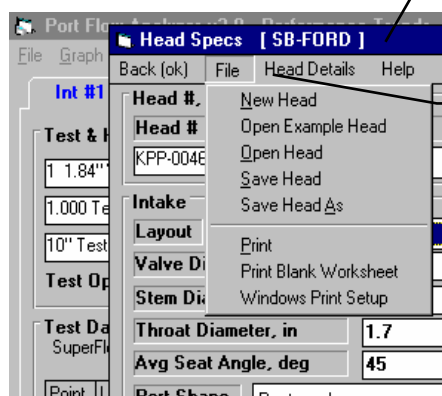 Port Flow Analyzer v2.0 Performance Trends
Head Specs [ SB-FORD ]
File Graph
Back (ok) File Head Details Help
Int #1
Head #,
New Head
Test &
Head #
Open Example Head
KPP-0046
Open Head
1 1.84"
Save Head
1.000 Te
Intake
Save Head As
Layout
10" Test
Print
Valve Di
Print Blank Worksheet
Test Op
Stem Dia
Windows Print Setup
Test Da
Throat Diameter, in 1.7
SuperFl
Avg Seat Angle, deg 45
Point
Port Shape